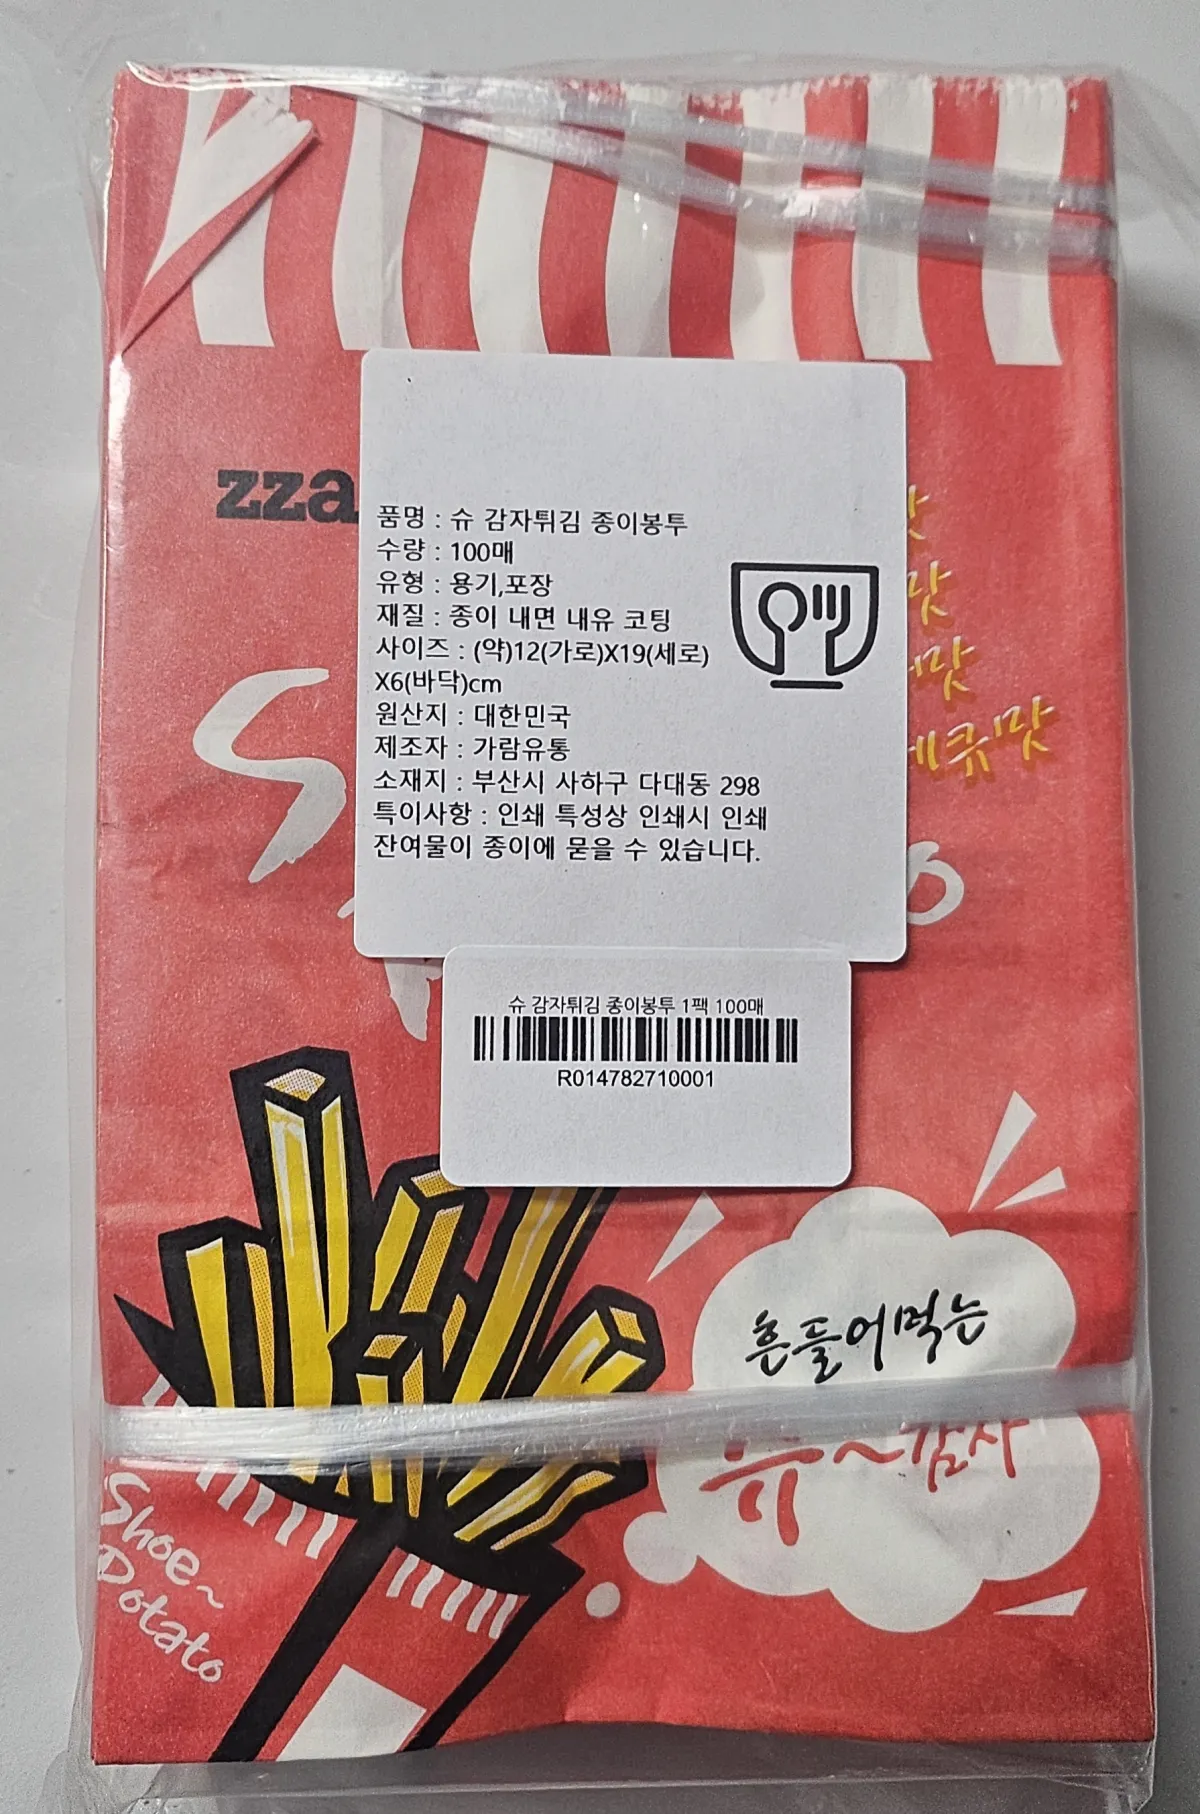 zza
맛
맛
맛
큐맛
품명 : 슈 감자튀김 종이봉투
수량 : 100매
유형 : 용기,포장
재질 : 종이 내면 내유 코팅
사이즈 : (약)12(가로)X19(세로)
X6(바닥)cm
원산지 : 대한민국
제조자 : 가람유통
소재지 : 부산시 사하구 다대동 298
특이사항 : 인쇄 특성상 인쇄시 인쇄
잔여물이 종이에 묻을 수 있습니다.
슈 감자튀김 종이봉투 1팩 100매
R014782710001
흔들어먹는
슈~감자
Shoe~
Potato